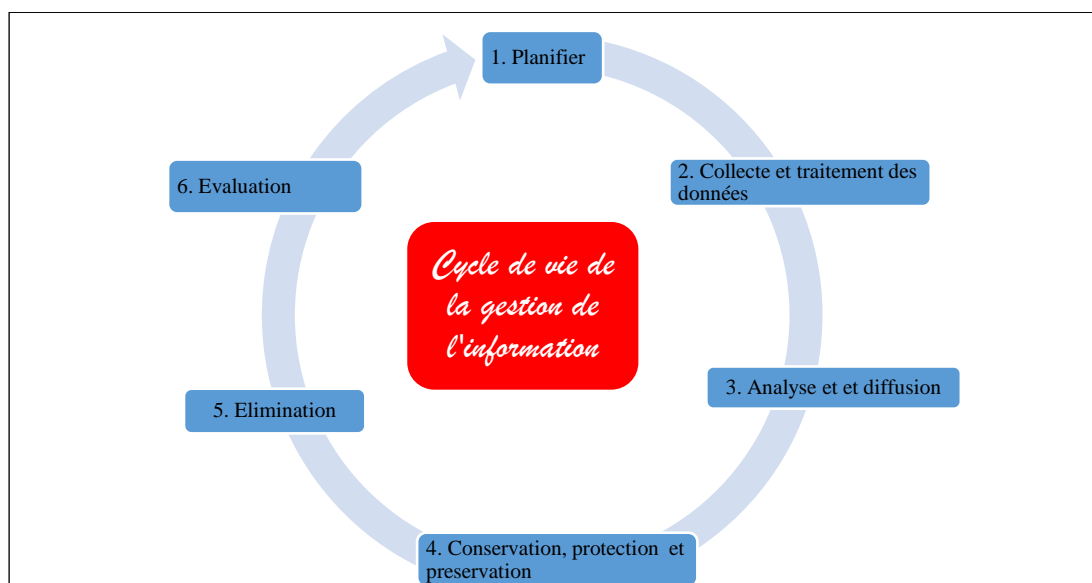 1. Planifier
2. Collecte et traitement des
données
3. Analyse et et diffusion
4. Conservation, protection et
preservation
5. Elimination
6. Evaluation
Cycle de vie de
la gestion de
l'information